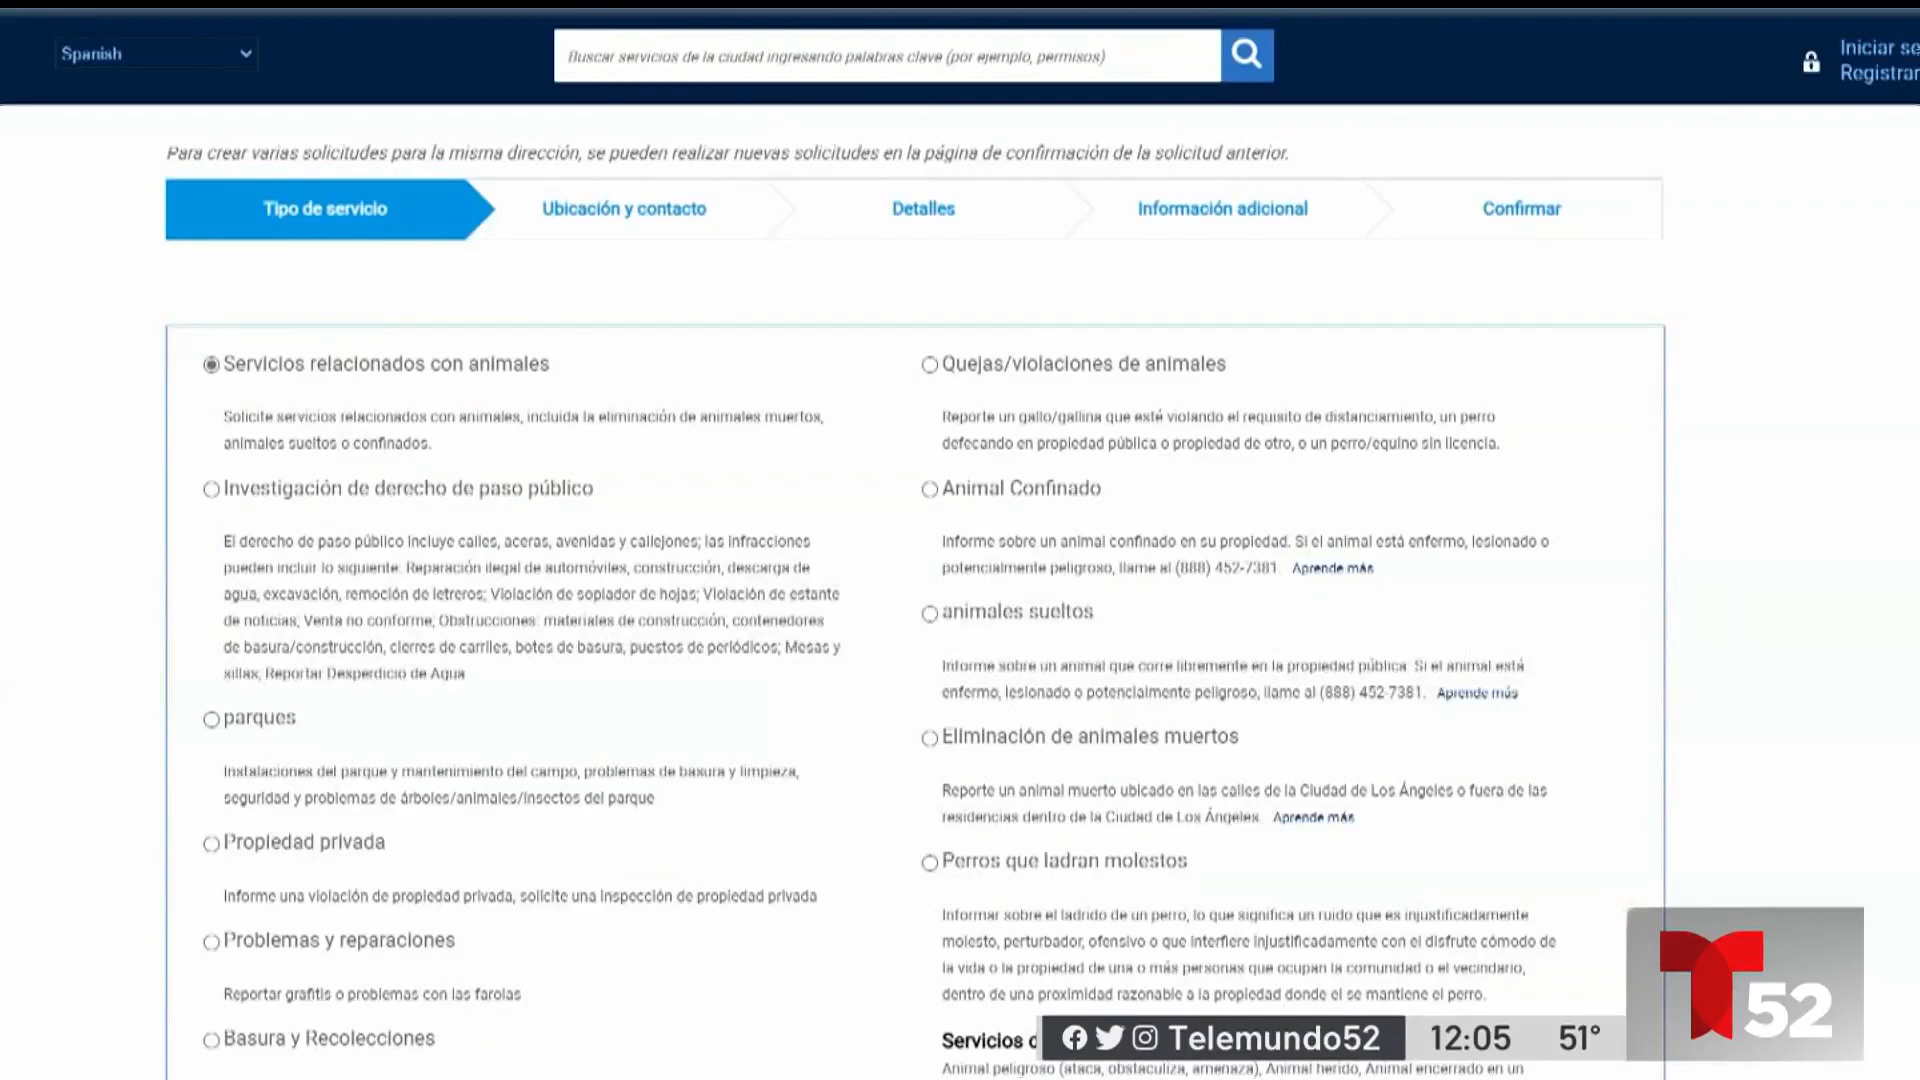 Spanish
Buscar servicios de la ciudad ingresando palabras clave (por ejemplo, permisos)
Iniciar se
Registrar
Para crear varias solicitudes para la misma dirección, se pueden realizar nuevas solicitudes en la página de confirmación de la solicitud anterior.
Tipo de servicio
Ubicación y contacto
Detalles
Información adicional
Confirmar
Servicios relacionados con animales
Solicite servicios relacionados con animales, incluida la eliminación de animales muertos,
animales sueltos o confinados.
Investigación de derecho de paso público
El derecho de paso público incluye calles, aceras, avenidas y callejones; las infracciones
pueden incluir lo siguiente: Reparación ilegal de automóviles, construcción, descarga de
agua, excavación, remoción de letreros; Violación de soplador de hojas; Violación de estante
de noticias; Venta no conforme; Obstrucciones: materiales de construcción, contenedores
de basura/construcción, cierres de carriles, botes de basura, puestos de periódicos; Mesas y
sillas; Reportar Desperdicio de Agua
parques
Instalaciones del parque y mantenimiento del campo, problemas de basura y limpieza,
seguridad y problemas de árboles/animales/insectos del parque
Propiedad privada
Informe una violación de propiedad privada, solicite una inspección de propiedad privada
Problemas y reparaciones
Reportar grafitis o problemas con las farolas
Basura y Recolecciones
Quejas/violaciones de animales
Reporte un gallo/gallina que esté violando el requisito de distanciamiento, un perro
defecando en propiedad pública o propiedad de otro, o un perro/equino sin licencia.
Animal Confinado
Informe sobre un animal confinado en su propiedad. Si el animal está enfermo, lesionado o
potencialmente peligroso, llame al (888) 452-7381. Aprende más
animales sueltos
Informe sobre un animal que corre libremente en la propiedad pública. Si el animal está
enfermo, lesionado o potencialmente peligroso, llame al (888) 452-7381. Aprende más
Eliminación de animales muertos
Reporte un animal muerto ubicado en las calles de la Ciudad de Los Ángeles o fuera de las
residencias dentro de la Ciudad de Los Ángeles. Aprende más
Perros que ladran molestos
Informar sobre el ladrido de un perro, lo que significa un ruido que es injustificadamente
molesto, perturbador, ofensivo o que interfiere injustificadamente con el disfrute cómodo de
la vida o la propiedad de una o más personas que ocupan la comunidad o el vecindario,
dentro de una proximidad razonable a la propiedad donde el se mantiene el perro.
Servicios d
Animal peligroso (ataca, obstaculiza, amenaza), Animal herido, Animal encerrado en un
Telemundo52
12:05
51°
T 52